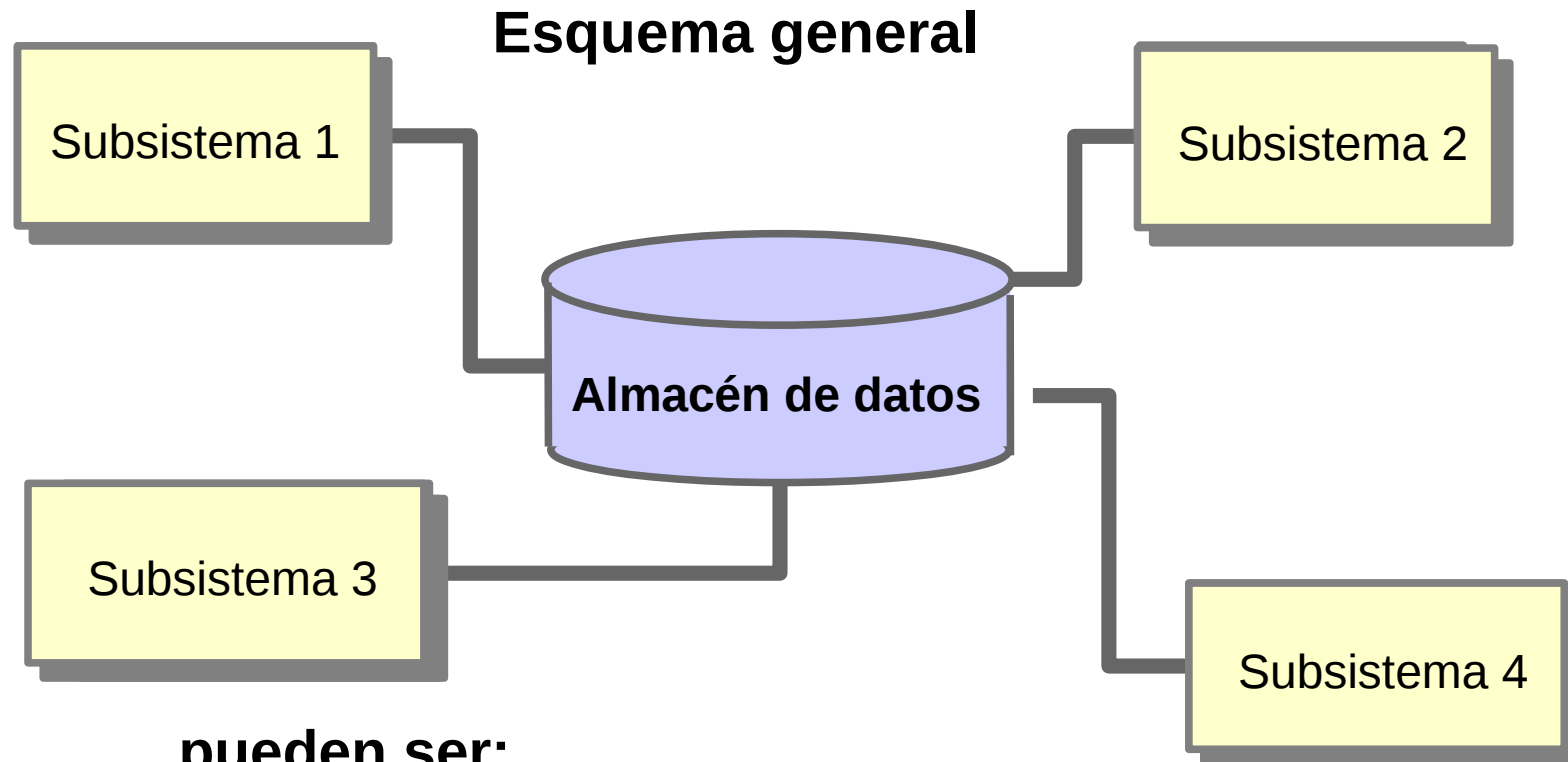 Esquema general
Subsistema 1
Subsistema 2
Almacén de datos
Subsistema 3
Subsistema 4
pueden ser: